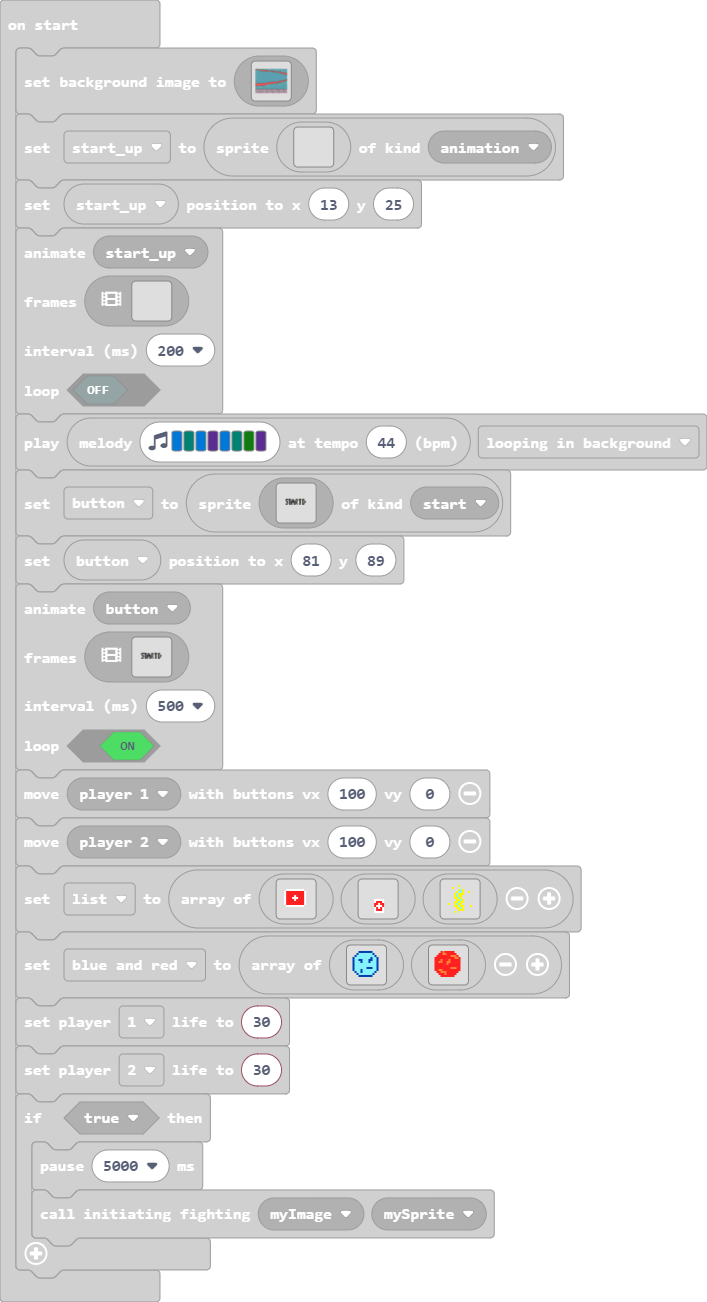 on start
set background image to
set start_up to sprite of kind animation
set start_up position to x 13 y 25
animate start_up
frames
interval (ms) 200
loop OFF
play melody at tempo 44 (bpm) looping in background
set button to sprite START of kind start
set button position to x 81 y 89
animate button
frames START
interval (ms) 500
loop ON
move player 1 with buttons vx 100 vy 0
move player 2 with buttons vx 100 vy 0
set list to array of
set blue and red to array of
set player 1 life to 30
set player 2 life to 30
if true then
pause 5000 ms
call initiating fighting myImage mySprite